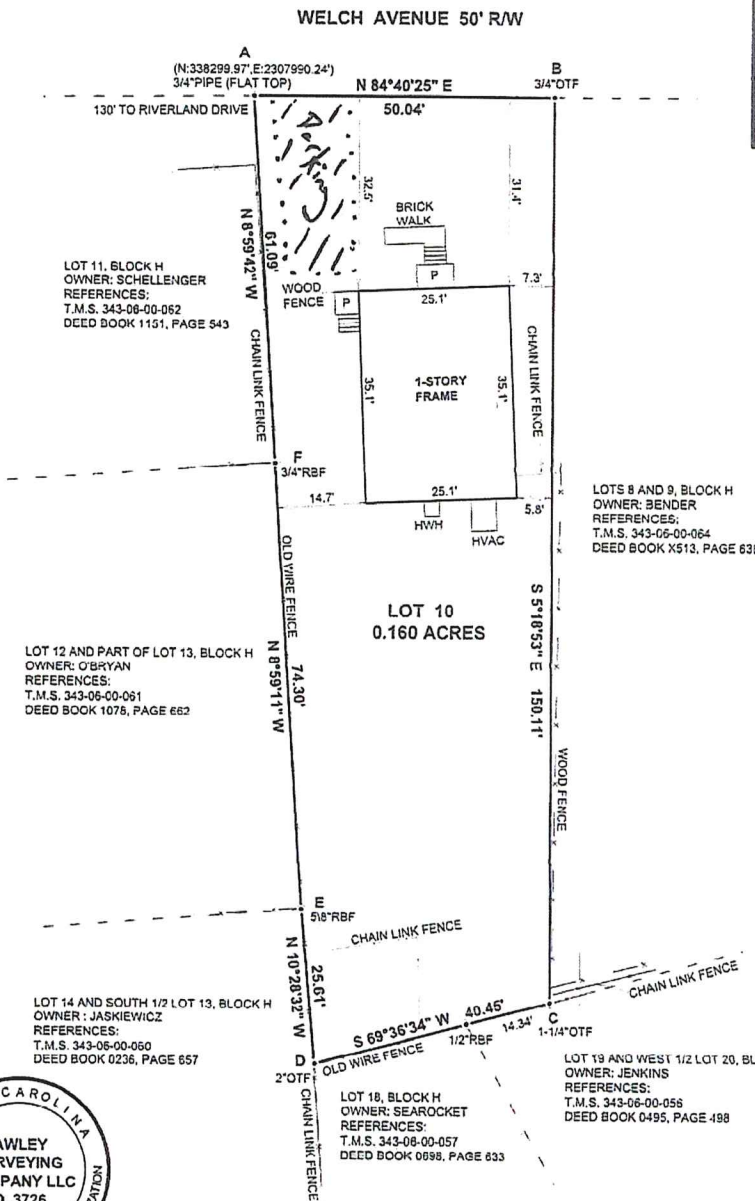 WELCH AVENUE 50' R/W
A
(N:338299.97',E:2307990.24')
3/4"PIPE (FLAT TOP)
N 84°40'25" E
B
3/4"OTF
130' TO RIVERLAND DRIVE
50.04'
Parking
32.5'
31.4'
BRICK
WALK
P
7.3'
N 8°59'42" W
61.09'
LOT 11, BLOCK H
OWNER: SCHELLENGER
REFERENCES:
T.M.S. 343-06-00-062
DEED BOOK 1151, PAGE 543
WOOD
FENCE
P
25.1'
CHAIN LINK FENCE
35.1'
1-STORY
FRAME
35.1'
CHAIN LINK FENCE
F
3/4"RBF
14.7'
25.1'
5.8'
HWH
HVAC
LOTS 8 AND 9, BLOCK H
OWNER: BENDER
REFERENCES:
T.M.S. 343-06-00-064
DEED BOOK X513, PAGE
OLD WIRE FENCE
LOT 10
0.160 ACRES
S 5°18'53" E 150.11'
LOT 12 AND PART OF LOT 13, BLOCK H
OWNER: O'BRYAN
REFERENCES:
T.M.S. 343-06-00-061
DEED BOOK 1078, PAGE 662
N 8°59'11" W
74.30'
WOOD FENCE
E
5\8"RBF
CHAIN LINK FENCE
N 10°28'32" W
25.61'
LOT 14 AND SOUTH 1/2 LOT 13, BLOCK H
OWNER : JASKIEWICZ
REFERENCES:
T.M.S. 343-06-00-060
DEED BOOK 0236, PAGE 657
S 69°36'34" W
40.45'
14.34'
C
1-1/4"OTF
CHAIN LINK FENCE
1/2"RBF
D
2"OTF
OLD WIRE FENCE
CHAIN LINK FENCE
LOT 18, BLOCK H
OWNER: SEAROCKET
REFERENCES:
T.M.S. 343-06-00-057
DEED BOOK 0698, PAGE 633
LOT 19 AND WEST 1/2 LOT 20,
OWNER: JENKINS
REFERENCES:
T.M.S. 343-06-00-056
DEED BOOK 0495, PAGE 498
CAROLINA
AWLEY
RVEYING
PANY LLC
3726